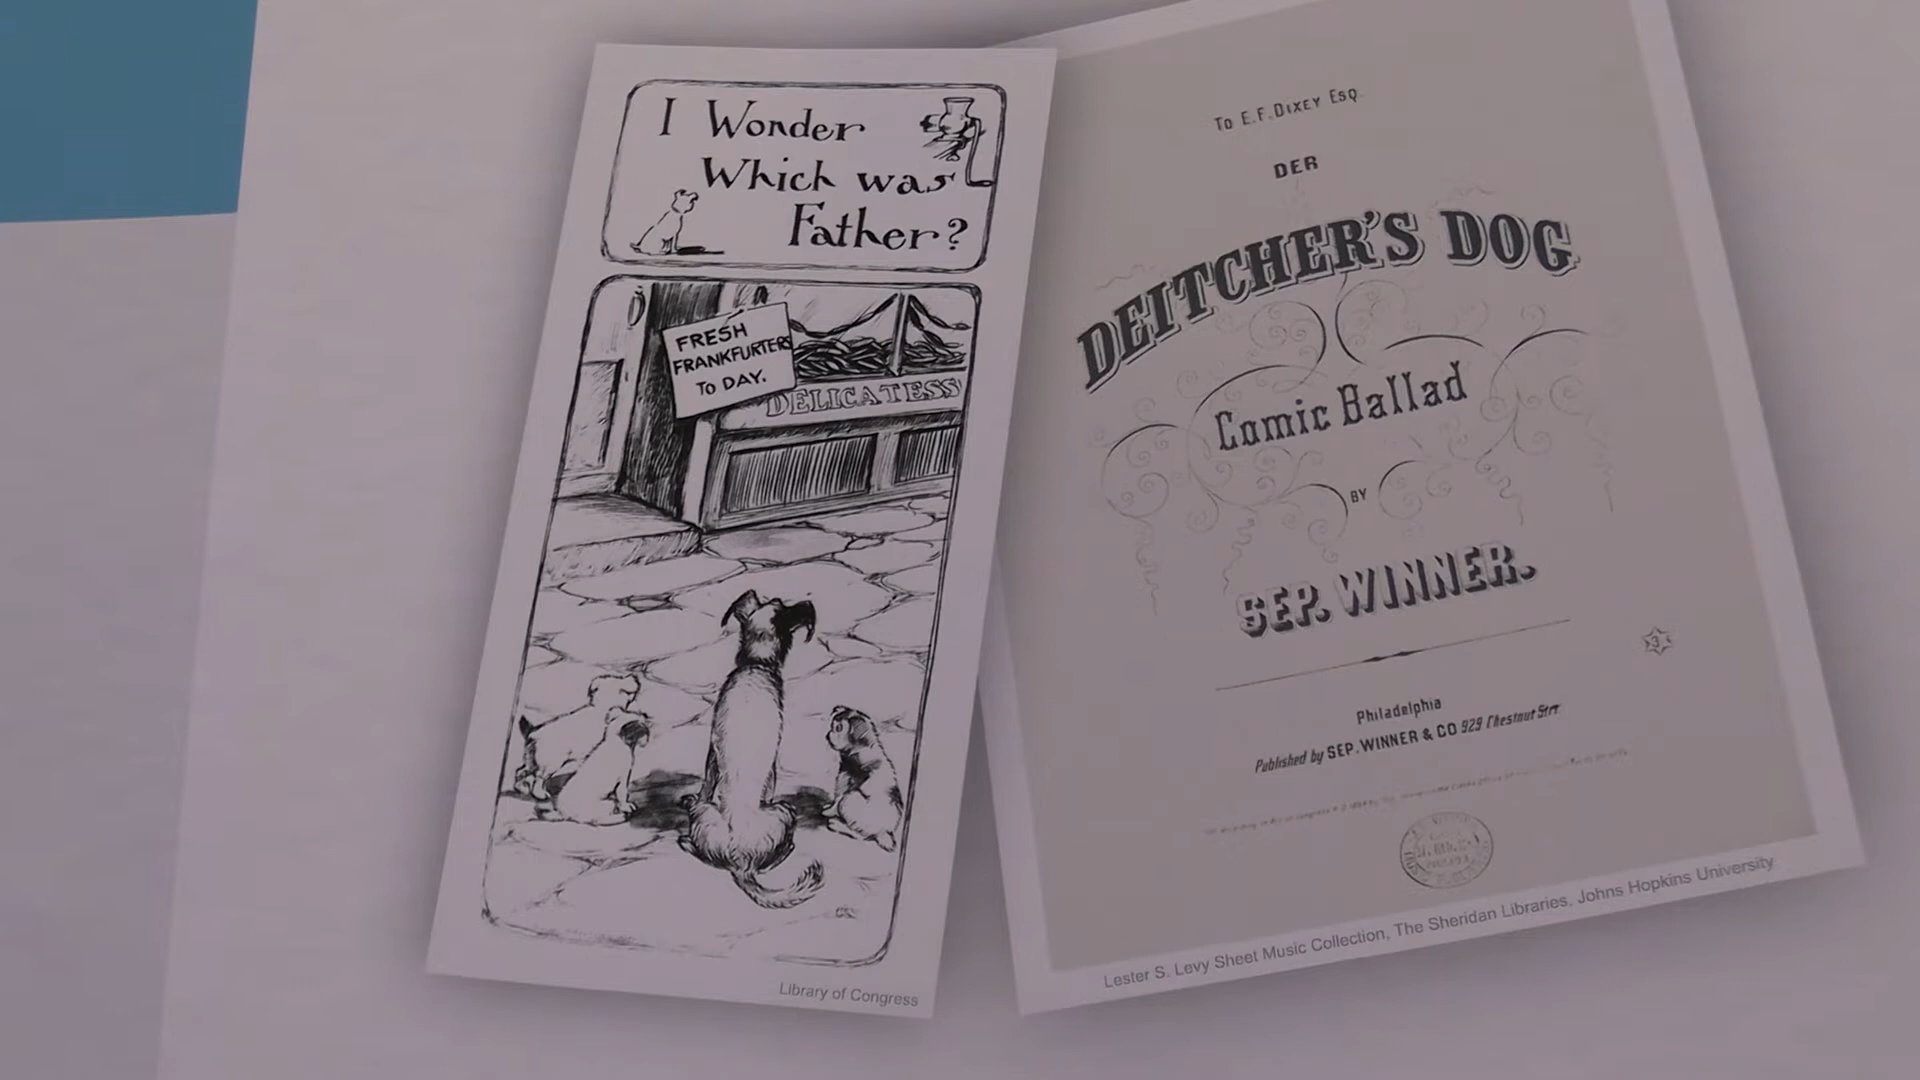 I Wonder
Which was
Father?
FRESH
FRANKFURTERS
TO DAY.
DELICATESS
Library of Congress
To E.F. DIXEY ESQ.
DER
DEITCHER'S DOG
Comic Ballad
BY
SEP. WINNER.
3
Philadelphia
Published by SEP. WINNER & CO 929 Chestnut Strt
Lester S. Levy Sheet Music Collection, The Sheridan Libraries, Johns Hopkins University